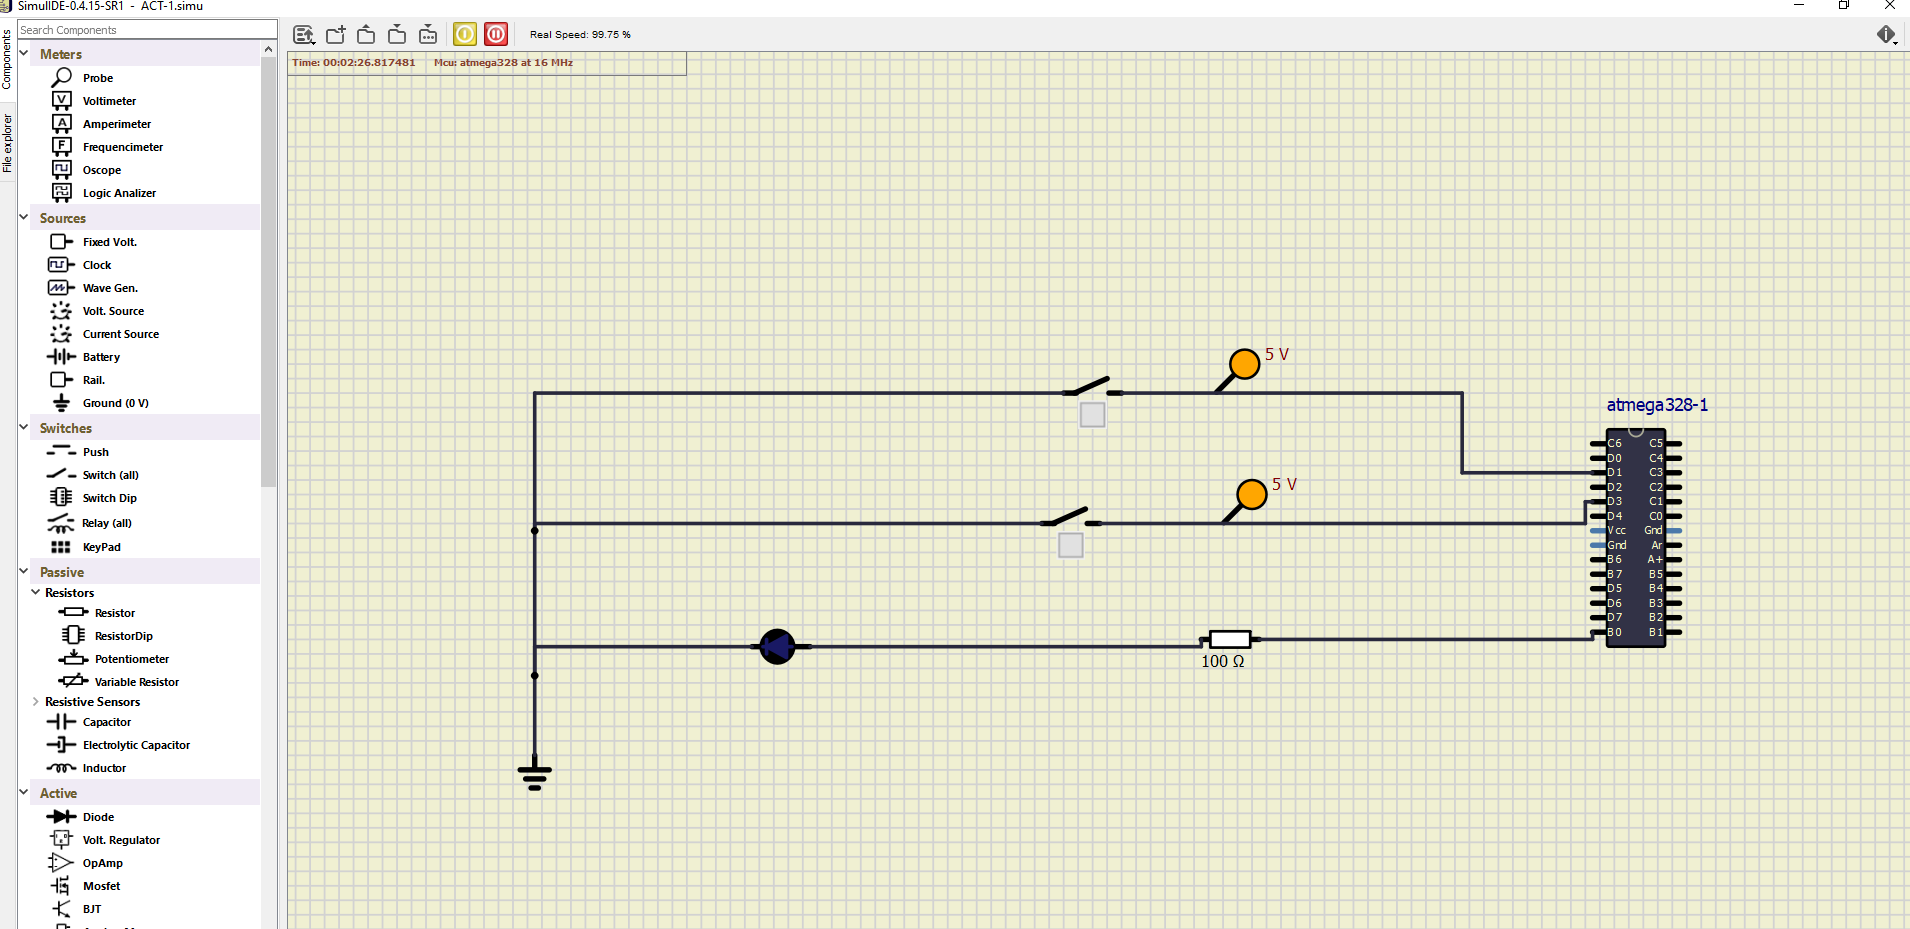 SimulIDE-0.4.15-SR1 - ACT-1.simu
Components
File explorer
Search Components
Meters
Probe
Voltimeter
Amperimeter
Frequencimeter
Oscope
Logic Analizer
Sources
Fixed Volt.
Clock
Wave Gen.
Volt. Source
Current Source
Battery
Rail.
Ground (0 V)
Switches
Push
Switch (all)
Switch Dip
Relay (all)
KeyPad
Passive
Resistors
Resistor
ResistorDip
Potentiometer
Variable Resistor
Resistive Sensors
Capacitor
Electrolytic Capacitor
Inductor
Active
Diode
Volt. Regulator
OpAmp
Mosfet
BJT
Real Speed: 99.75 %
Time: 00:02:26.817481 Mcu: atmega328 at 16 MHz
5 V
5 V
100 Ω
atmega328-1
C6 C5
D0 C4
D1 C3
D2 C2
D3 C1
D4 C0
Vcc Gnd
Gnd Ar
B6 A+
B7 B5
D5 B4
D6 B3
D7 B2
B0 B1